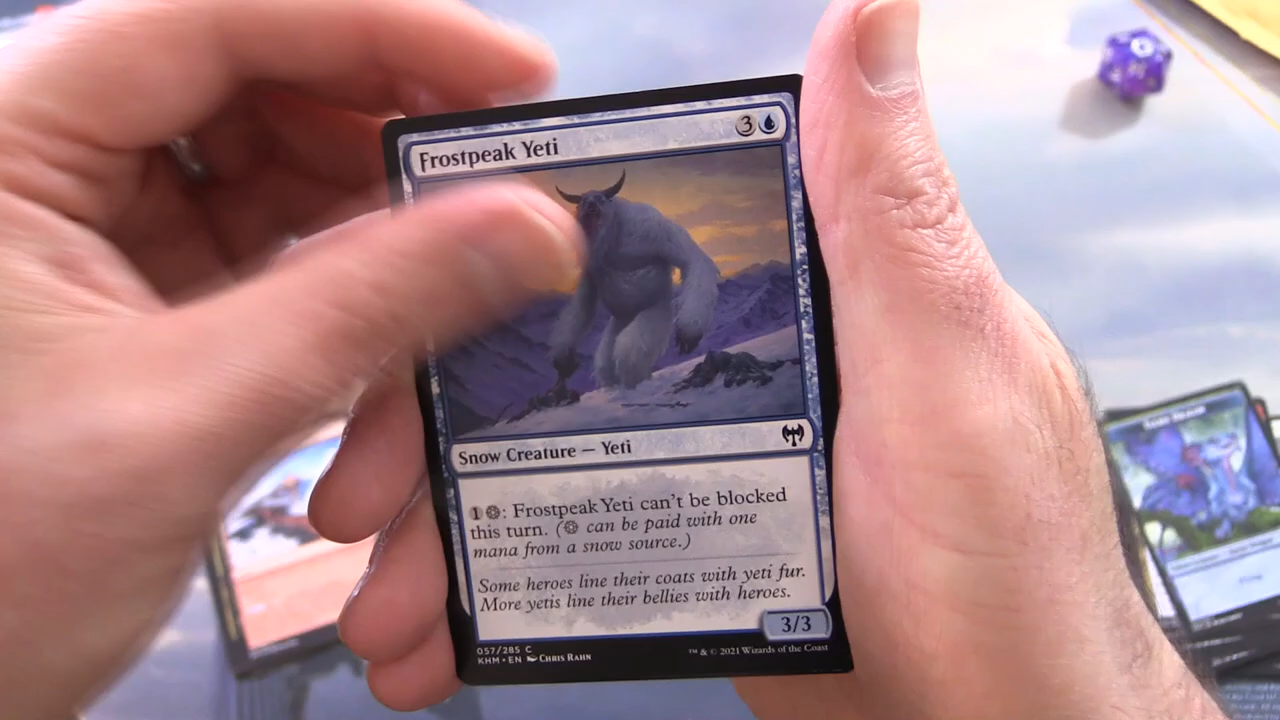 Frostpeak Yeti
3
Snow Creature — Yeti
1 : Frostpeak Yeti can't be blocked
this turn. ( can be paid with one
mana from a snow source.)
Some heroes line their coats with yeti fur.
More yetis line their bellies with heroes.
3/3
057/285 C
KHM • EN Chris Rahn
™ & © 2021 Wizards of the Coast